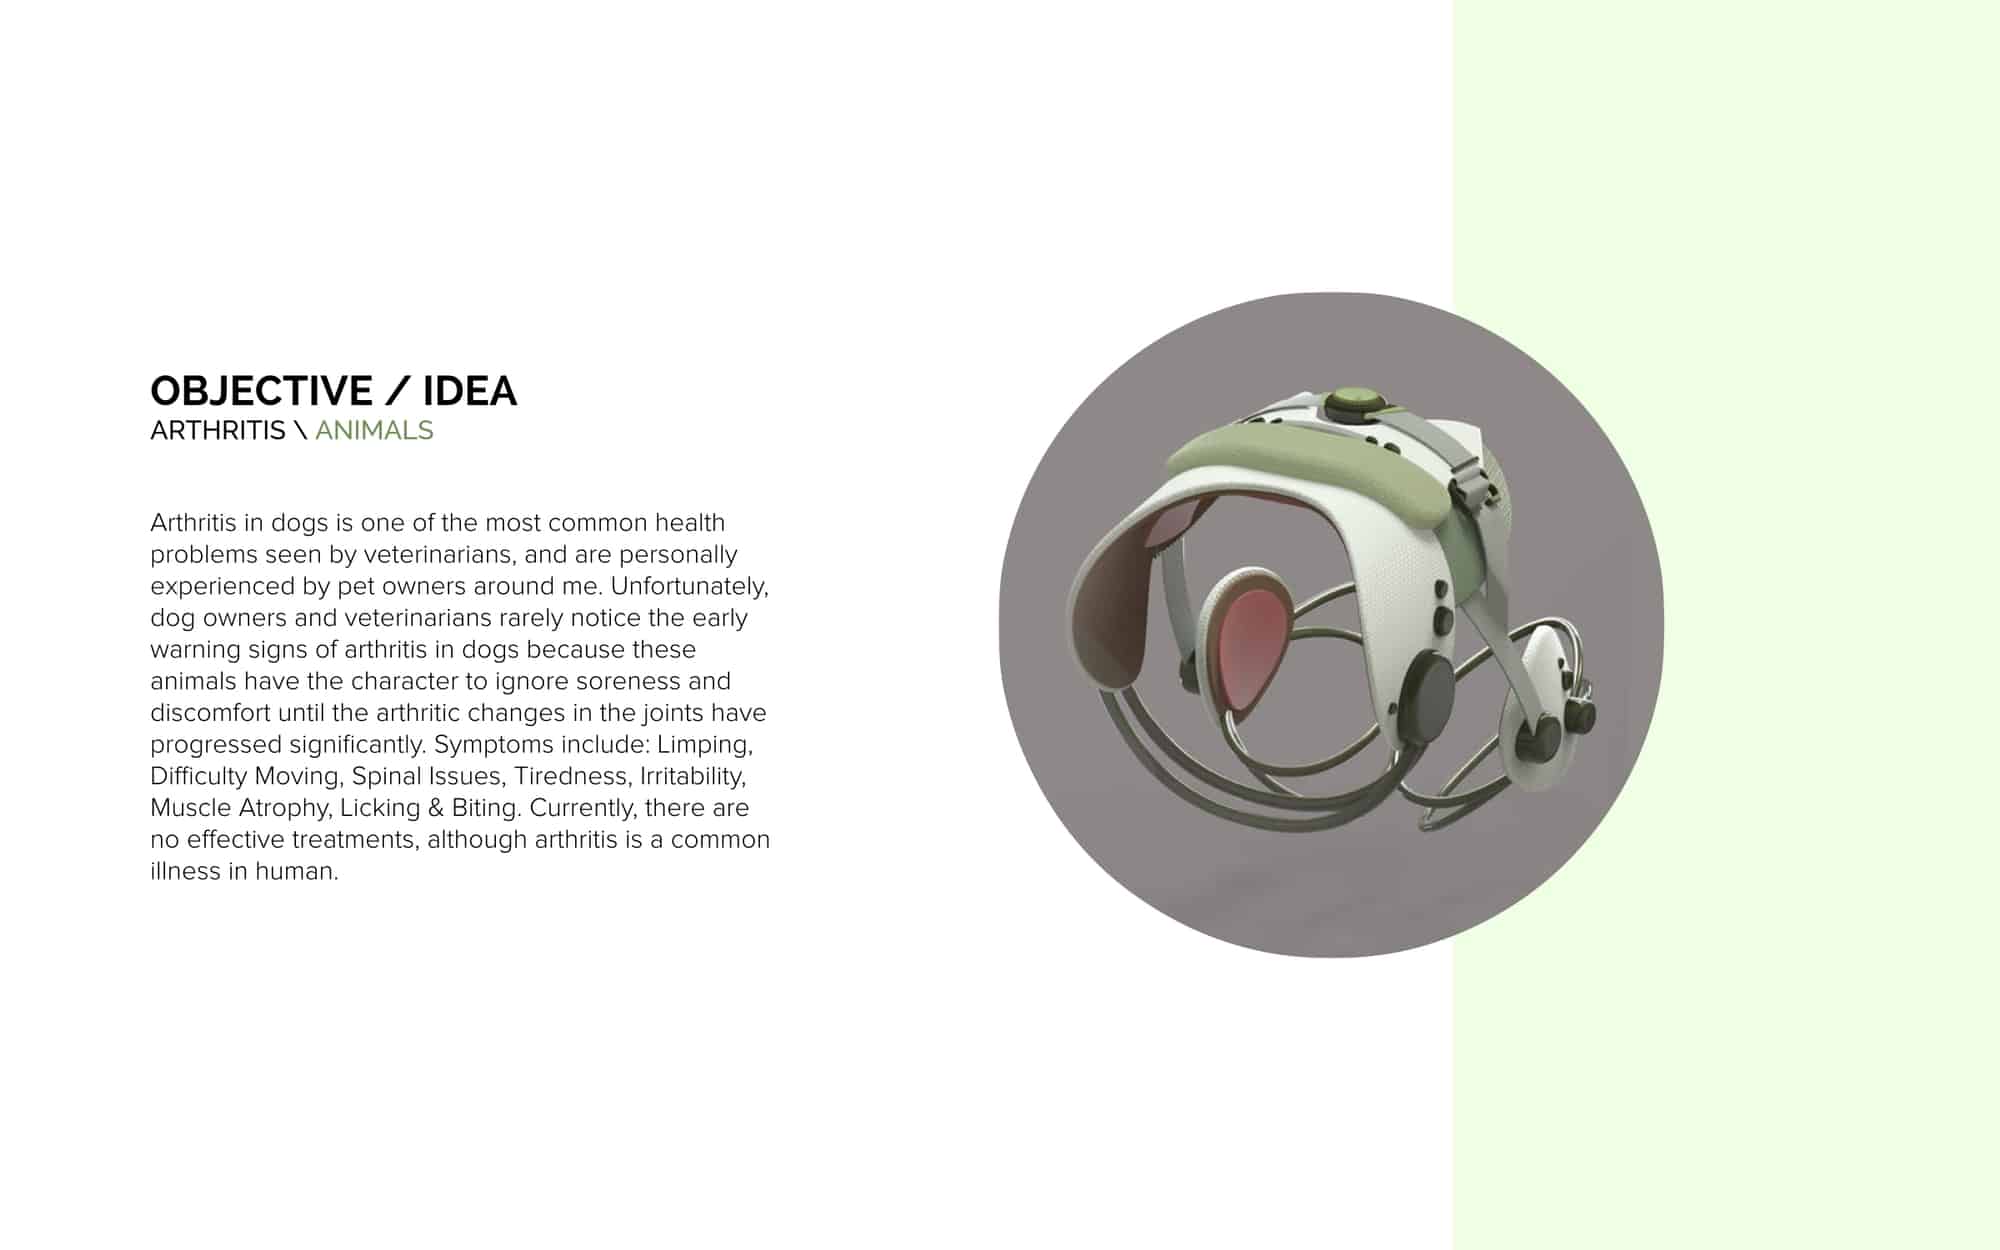 OBJECTIVE / IDEA
ARTHRITIS \ ANIMALS
Arthritis in dogs is one of the most common health
problems seen by veterinarians, and are personally
experienced by pet owners around me. Unfortunately,
dog owners and veterinarians rarely notice the early
warning signs of arthritis in dogs because these
animals have the character to ignore soreness and
discomfort until the arthritic changes in the joints have
progressed significantly. Symptoms include: Limping,
Difficulty Moving, Spinal Issues, Tiredness, Irritability,
Muscle Atrophy, Licking & Biting. Currently, there are
no effective treatments, although arthritis is a common
illness in human.